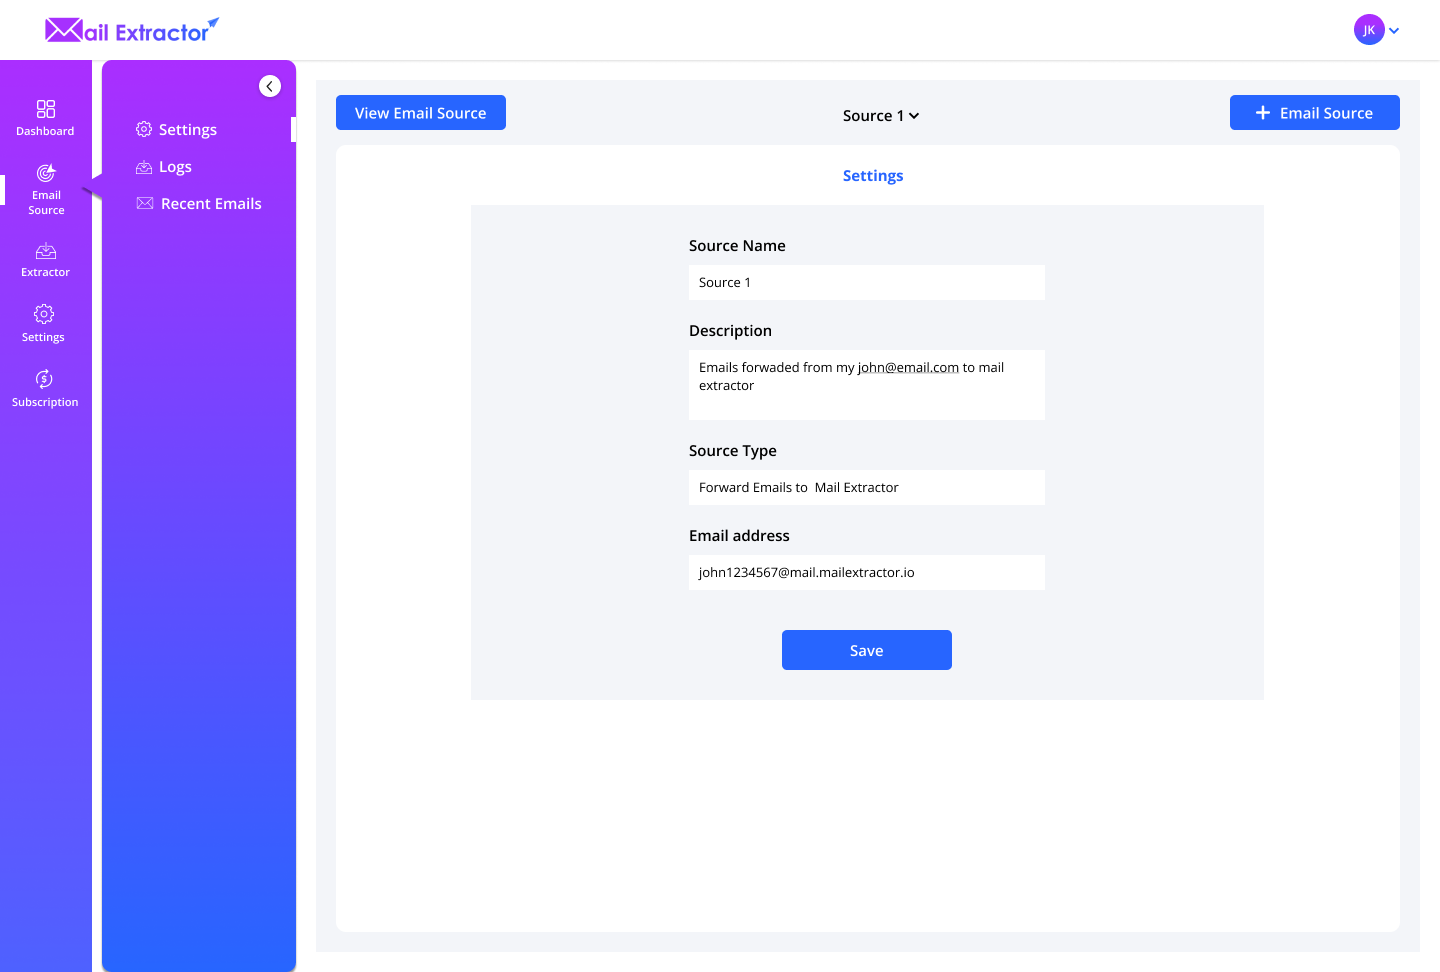 Mail Extractor
JK
Dashboard
Email
Source
Extractor
Settings
Subscription
Settings
Logs
Recent Emails
View Email Source
Source 1
Email Source
Settings
Source Name
Source 1
Description
Emails forwaded from my john@email.com to mail
extractor
Source Type
Forward Emails to  Mail Extractor
Email address
john1234567@mail.mailextractor.io
Save